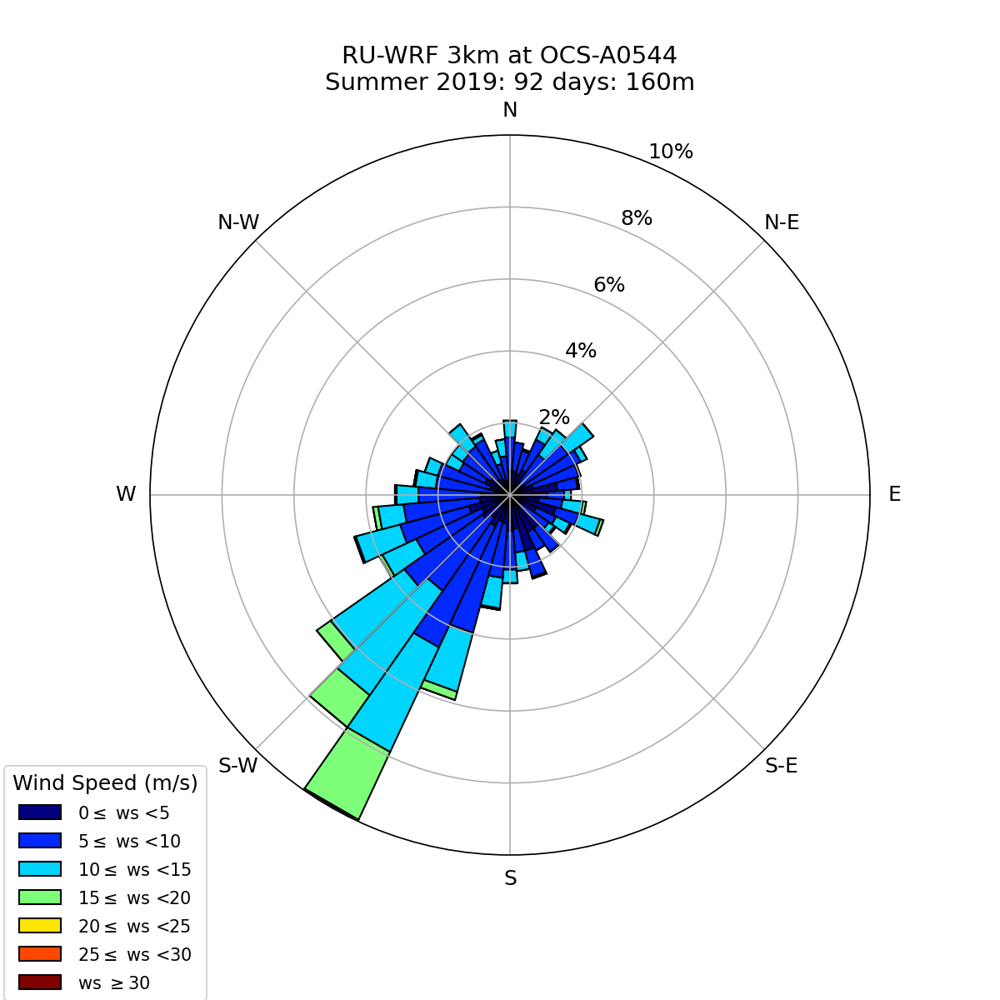 RU-WRF 3km at OCS-A0544
Summer 2019: 92 days: 160m
N
10%
N-W
N-E
8%
6%
4%
2%
W
E
S-W
S-E
S
Wind Speed (m/s)
0≤ ws <5
5≤ ws <10
10≤ ws <15
15≤ ws <20
20≤ ws <25
25≤ ws <30
ws ≥30